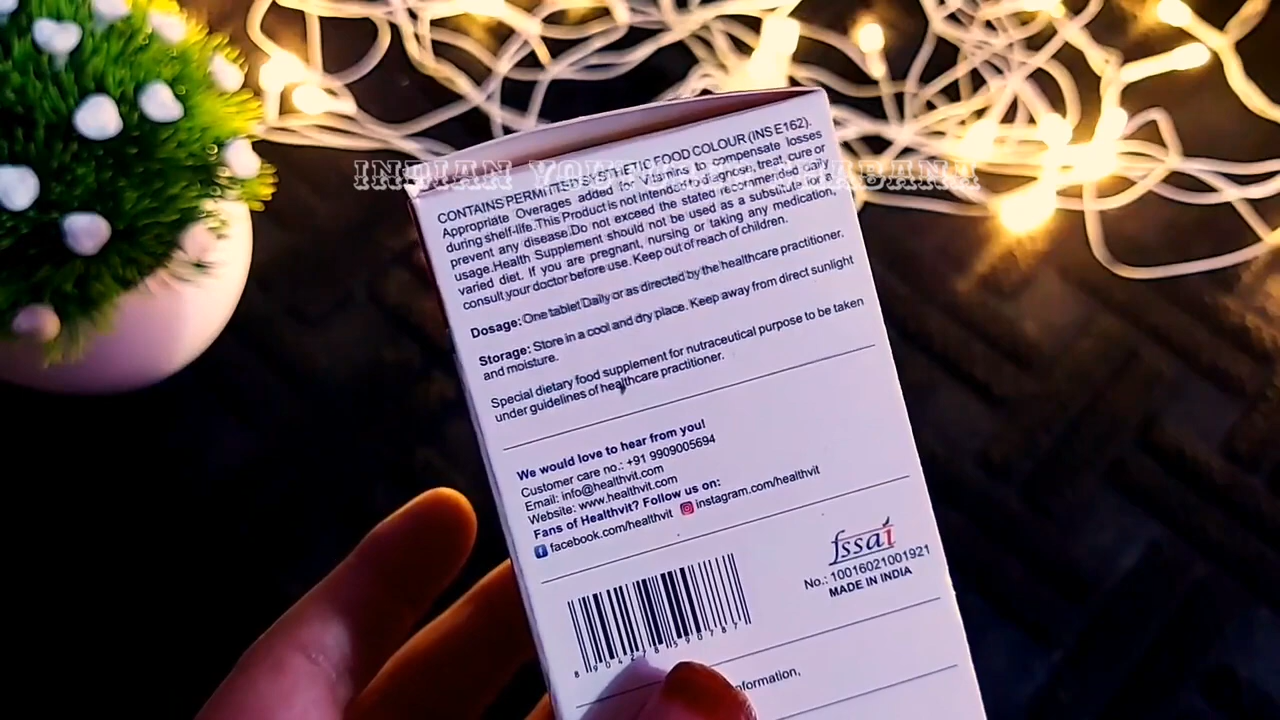 CONTAINS PERMITTED SYNTHETIC FOOD COLOUR (INS E162).
Appropriate Overages added for Vitamins to compensate losses
during shelf-life.This Product is not intended to diagnose, treat, cure or
prevent any disease.Do not exceed the stated recommended daily
usage.Health Supplement should not be used as a substitute for a
varied diet. If you are pregnant, nursing or taking any medication,
consult your doctor before use. Keep out of reach of children.
Dosage: One tablet Daily or as directed by the healthcare practitioner.
Storage: Store in a cool and dry place. Keep away from direct sunlight
and moisture.
Special dietary food supplement for nutraceutical purpose to be taken
under guidelines of healthcare practitioner.
We would love to hear from you!
Customer care no.: +91 9909005694
Email: info@healthvit.com
Website: www.healthvit.com
Fans of Healthvit? Follow us on:
facebook.com/healthvit instagram.com/healthvit
fssai
No.: 10016021001921
MADE IN INDIA
INDIAN